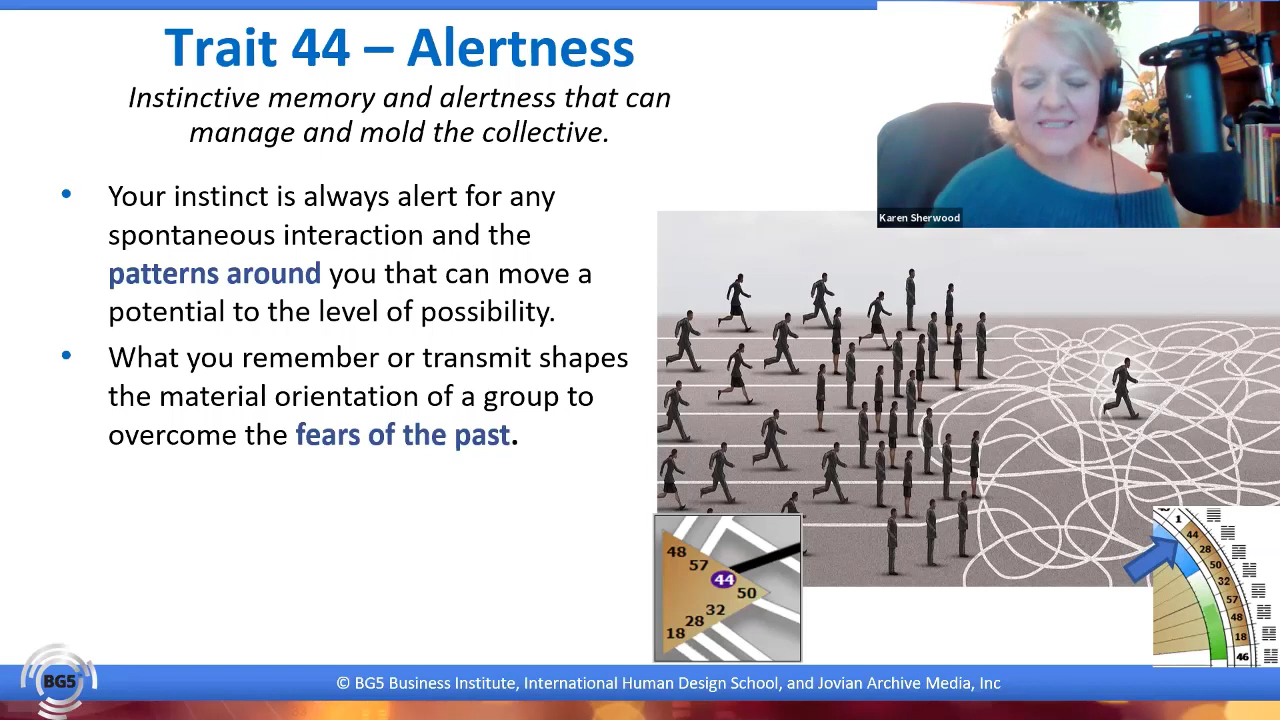 Trait 44 – Alertness
Instinctive memory and alertness that can
manage and mold the collective.
• Your instinct is always alert for any
spontaneous interaction and the
patterns around you that can move a
potential to the level of possibility.
• What you remember or transmit shapes
the material orientation of a group to
overcome the fears of the past.
Karen Sherwood
48
57
44
50
32
28
18
1
44
28
50
32
57
48
18
46
BG5
© BG5 Business Institute, International Human Design School, and Jovian Archive Media, Inc